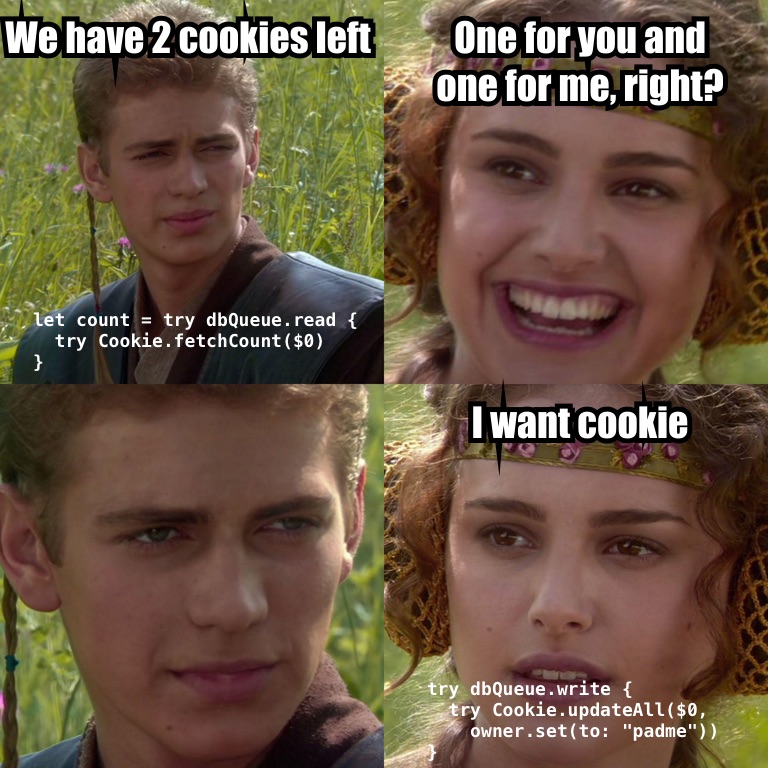 We have 2 cookies left
let count = try dbQueue.read {
  try Cookie.fetchCount($0)
}
One for you and
one for me, right?
I want cookie
try dbQueue.write {
  try Cookie.updateAll($0,
    owner.set(to: "padme"))
}